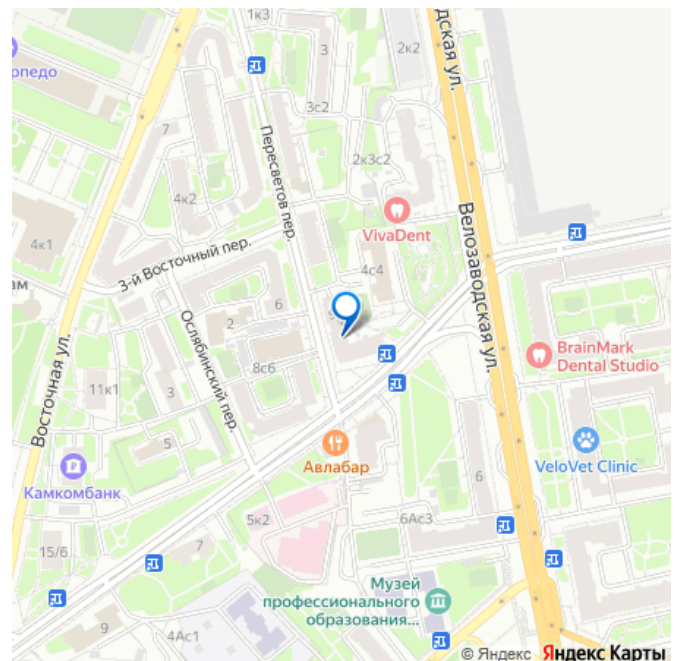 1к3
3
2к2
дская ул.
рпедо
3с2
7
Пересветов пер.
2к3с2
4к2
VivaDent
Велозаводская ул.
4к1
3-й Восточный пер.
4с4
ам
6
2
Ослябинский пер.
8с6
BrainMark
Dental Studio
Восточная ул.
11к1
3
5
Авлабар
VeloVet Clinic
Камкомбанк
6
5к2
6Ас3
15/6
7
Музей
профессионального
образования...
9
4Ас1
© Яндекс Яндекс Карты